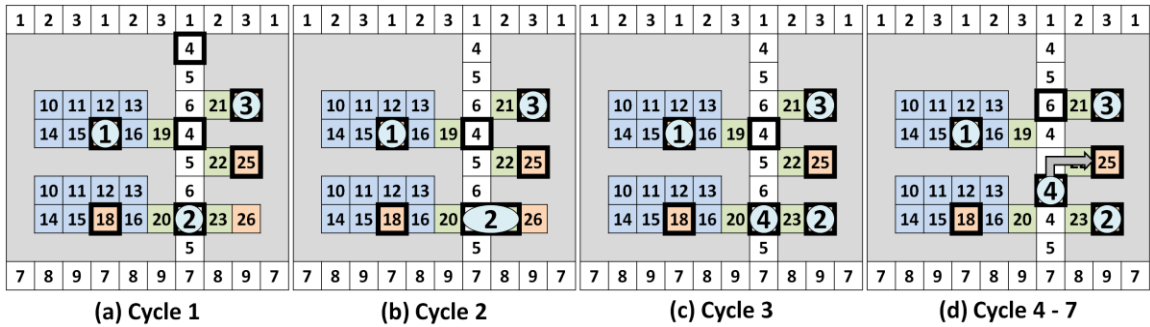 1 2 3 1 2 3 1 2 3 1
4
5
10 11 12 13 6 21 3
14 15 1 16 19 4
5 22 25
10 11 12 13 6
14 15 18 16 20 2 23 26
5
7 8 9 7 8 9 7 8 9 7
(a) Cycle 1
1 2 3 1 2 3 1 2 3 1
4
5
10 11 12 13 6 21 3
14 15 1 16 19 4
5 22 25
10 11 12 13 6
14 15 18 16 20 2 26
5
7 8 9 7 8 9 7 8 9 7
(b) Cycle 2
1 2 3 1 2 3 1 2 3 1
4
5
10 11 12 13 6 21 3
14 15 1 16 19 4
5 22 25
10 11 12 13 6
14 15 18 16 20 4 23 2
5
7 8 9 7 8 9 7 8 9 7
(c) Cycle 3
1 2 3 1 2 3 1 2 3 1
4
5
10 11 12 13 6 21 3
14 15 1 16 19 4
25
10 11 12 13 4
14 15 18 16 20 4 23 2
5
7 8 9 7 8 9 7 8 9 7
(d) Cycle 4 - 7